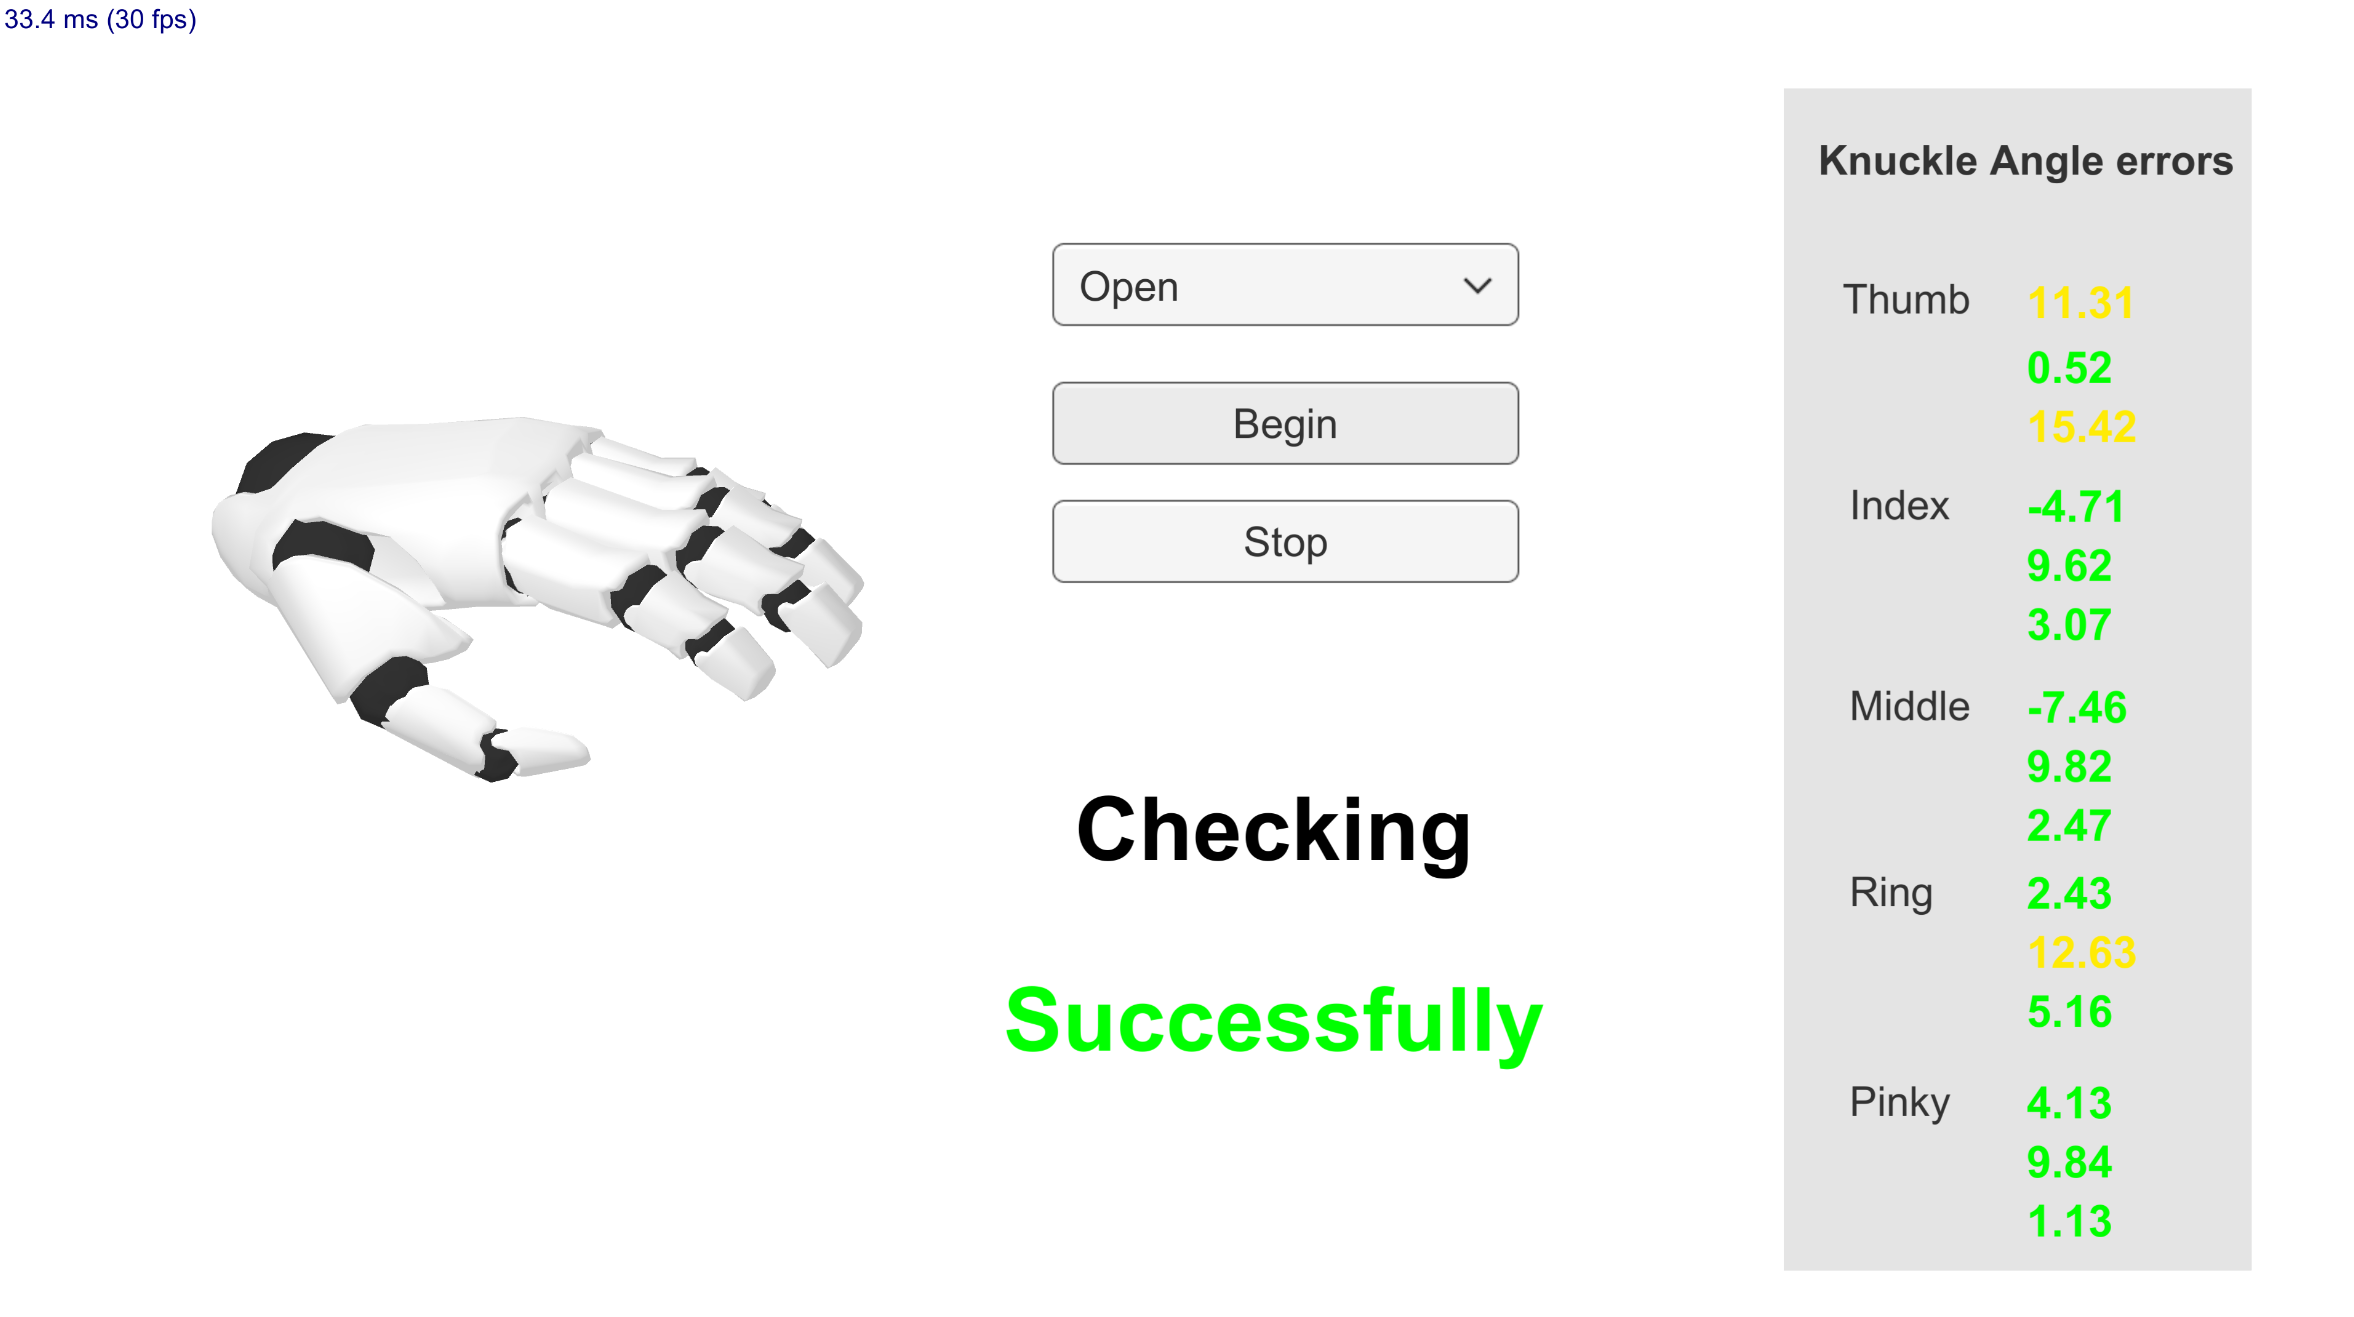 33.4 ms (30 fps)
Open
Begin
Stop
Checking
Successfully
Knuckle Angle errors
Thumb 11.31
0.52
15.42
Index -4.71
9.62
3.07
Middle -7.46
9.82
2.47
Ring 2.43
12.63
5.16
Pinky 4.13
9.84
1.13